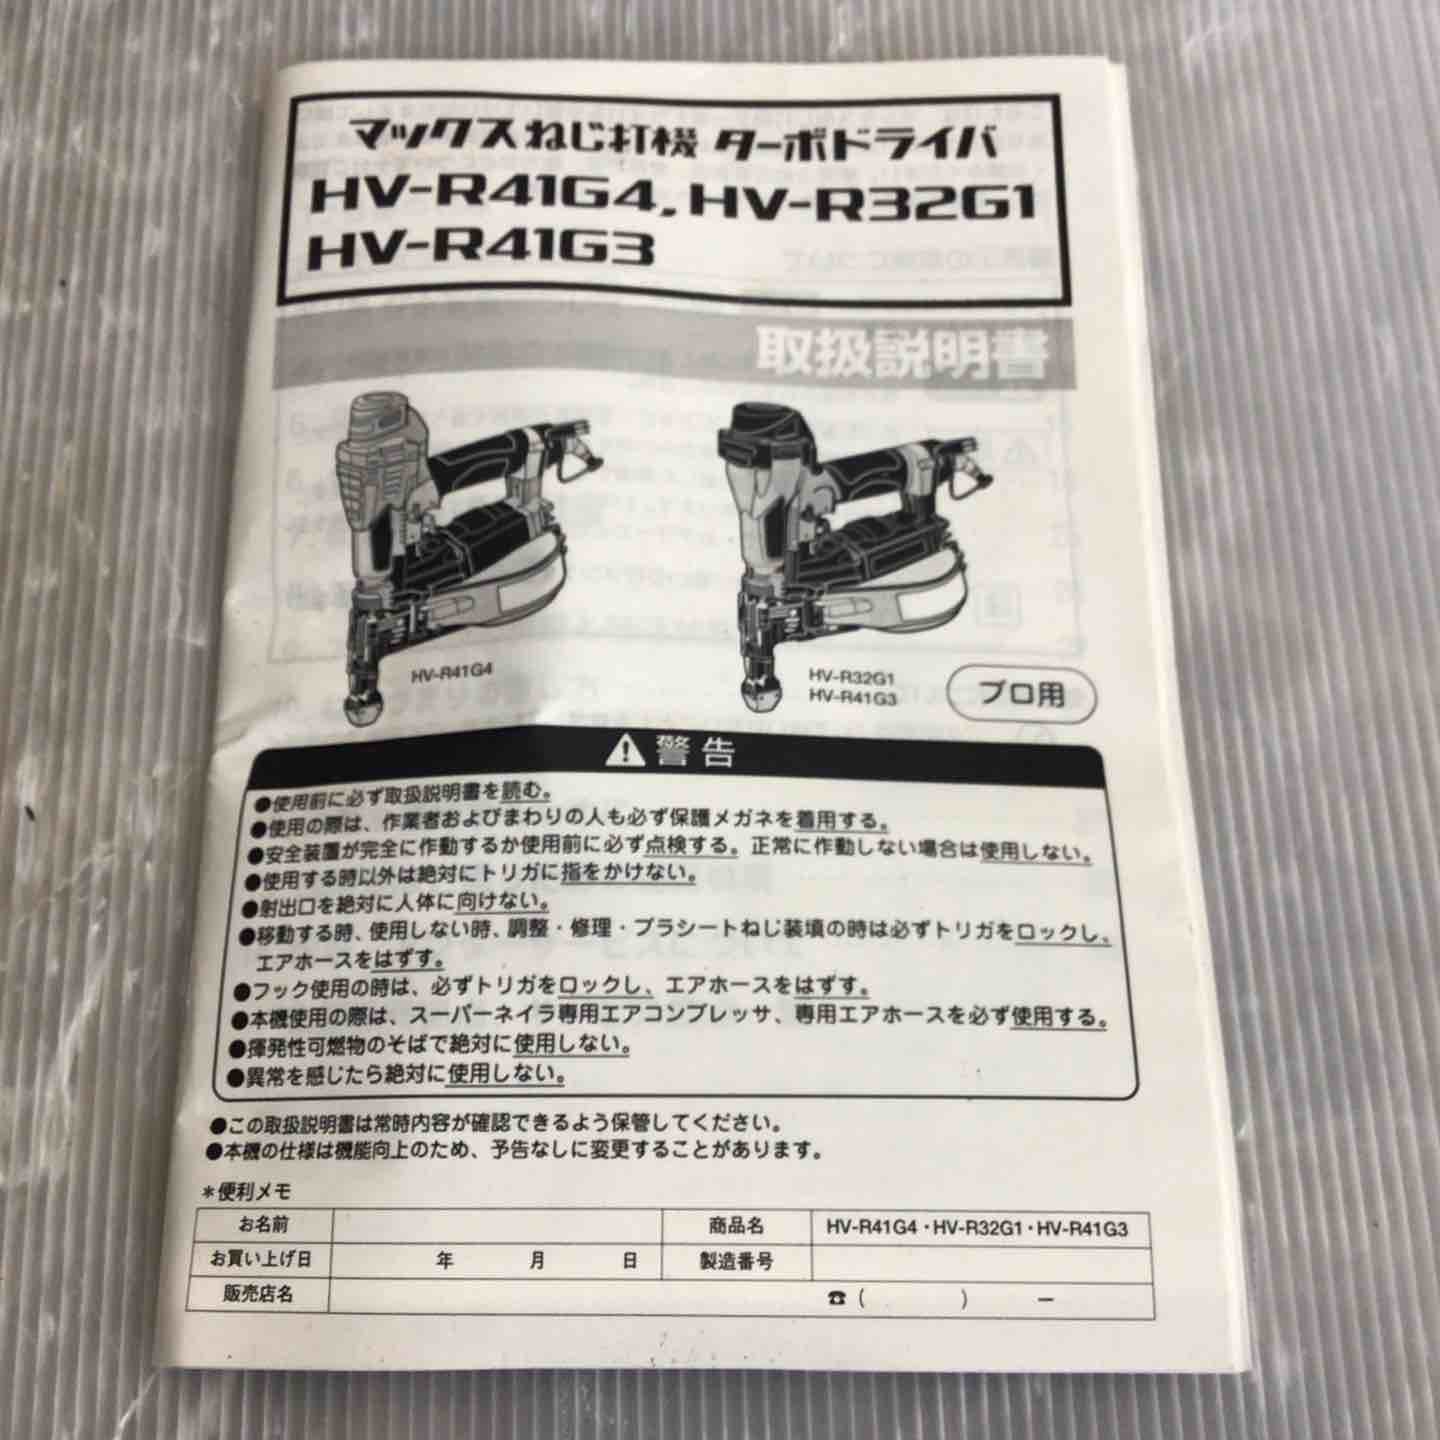 マックスねじ打機 ターボドライバ
HV-R41G4, HV-R32G1
HV-R41G3
取扱説明書
HV-R41G4
HV-R32G1
HV-R41G3
プロ用
警告
●使用前に必ず取扱説明書を読む。
●使用の際は、作業者およびまわりの人も必ず保護メガネを着用する。
●安全装置が完全に作動するか使用前に必ず点検する。正常に作動しない場合は使用しない。
●使用する時以外は絶対にトリガに指をかけない。
●射出口を絶対に人体に向けない。
●移動する時、使用しない時、調整・修理・プラシートねじ装填の時は必ずトリガをロックし、
エアホースをはずす。
●フック使用の時は、必ずトリガをロックし、エアホースをはずす。
●本機使用の際は、スーパーネイラ専用エアコンプレッサ、専用エアホースを必ず使用する。
●揮発性可燃物のそばで絶対に使用しない。
●異常を感じたら絶対に使用しない。
●この取扱説明書は常時内容が確認できるよう保管してください。
●本機の仕様は機能向上のため、予告なしに変更することがあります。
＊便利メモ
お名前 商品名 HV-R41G4・HV-R32G1・HV-R41G3
お買い上げ日 年 月 日 製造番号
販売店名 ☎ ( ) ー